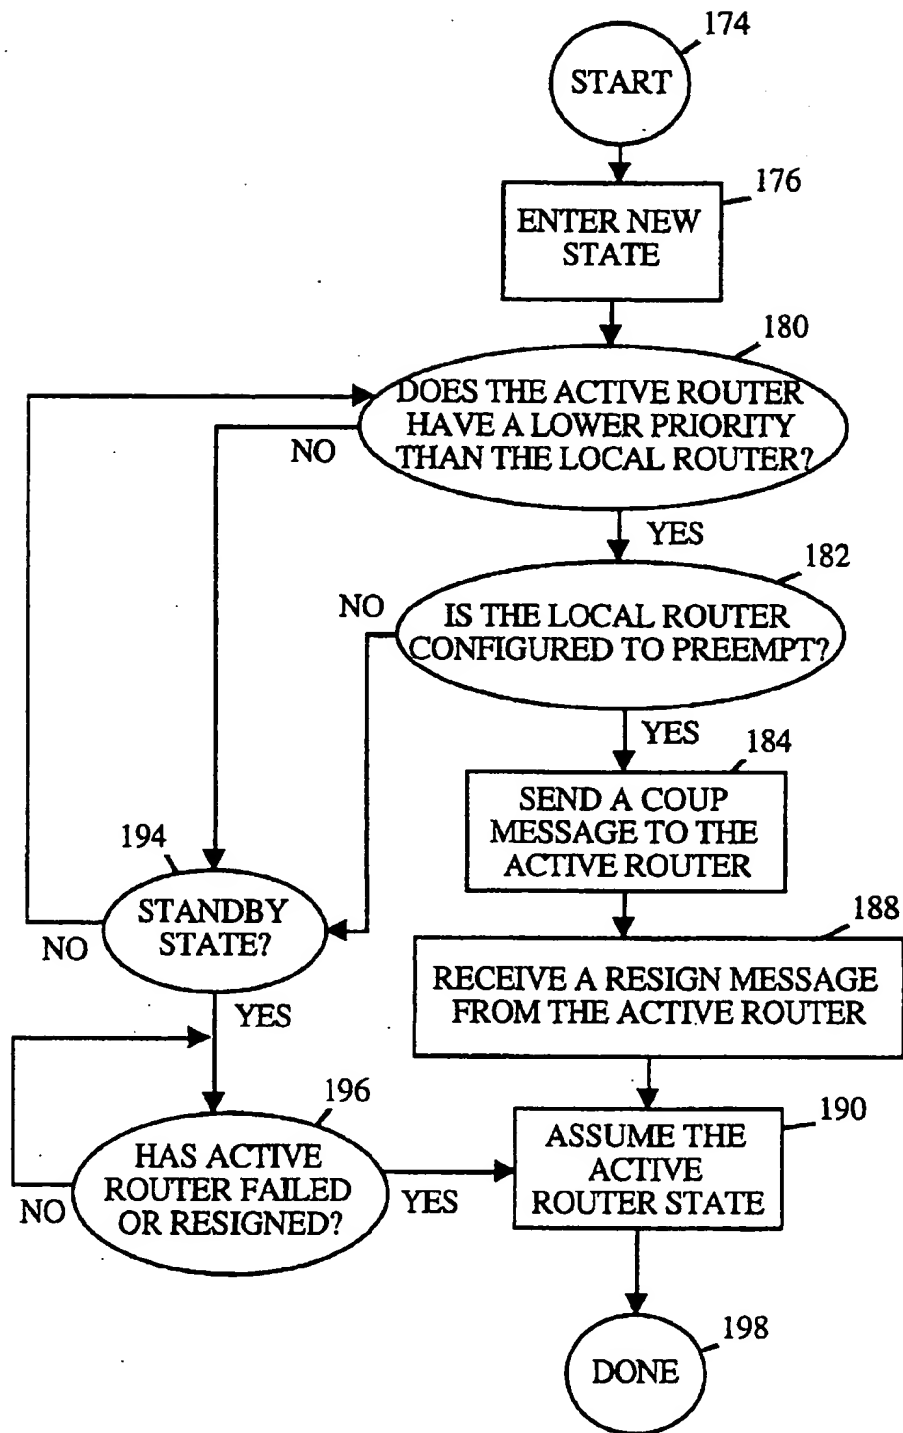 174
START
176
ENTER NEW
STATE
180
DOES THE ACTIVE ROUTER
HAVE A LOWER PRIORITY
THAN THE LOCAL ROUTER?
NO
YES
182
NO
IS THE LOCAL ROUTER
CONFIGURED TO PREEMPT?
YES
184
SEND A COUP
MESSAGE TO THE
ACTIVE ROUTER
194
STANDBY
STATE?
NO
YES
188
RECEIVE A RESIGN MESSAGE
FROM THE ACTIVE ROUTER
196
HAS ACTIVE
ROUTER FAILED
OR RESIGNED?
NO
YES
190
ASSUME THE
ACTIVE
ROUTER STATE
198
DONE